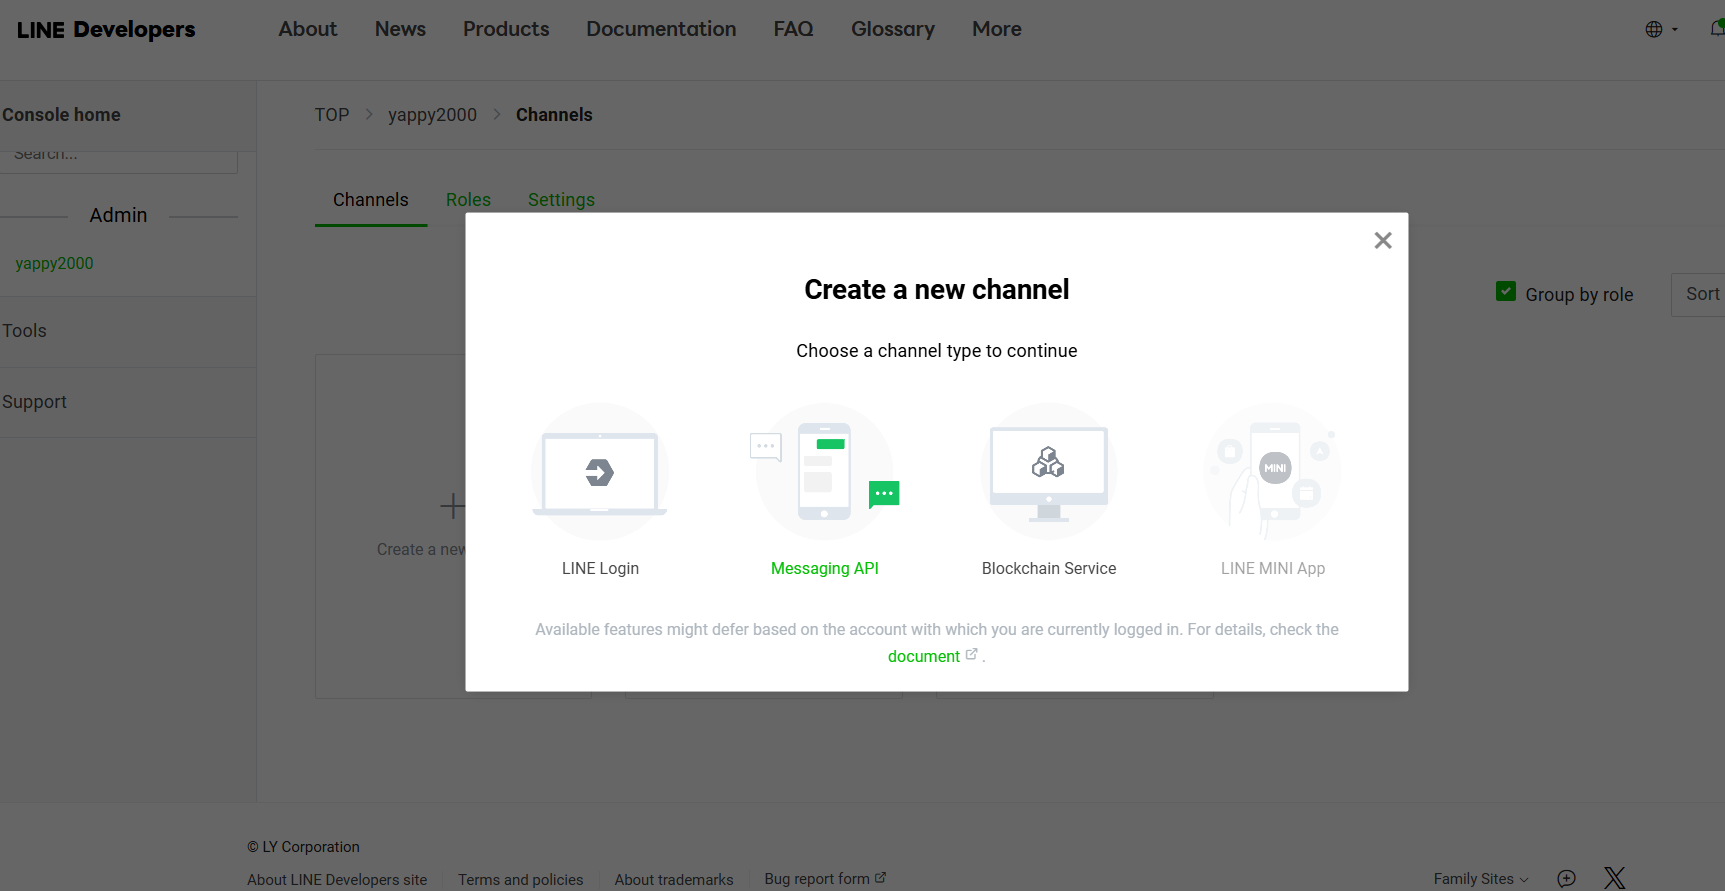 LINE Developers
About News Products Documentation FAQ Glossary More
Console home
TOP > yappy2000 > Channels
Search...
Channels Roles Settings
Admin
yappy2000
Group by role
Sort
Tools
Support
Create a new
Create a new channel
Choose a channel type to continue
MINI
LINE Login
Messaging API
Blockchain Service
LINE MINI App
Available features might defer based on the account with which you are currently logged in. For details, check the
document .
© LY Corporation
About LINE Developers site Terms and policies About trademarks Bug report form
Family Sites